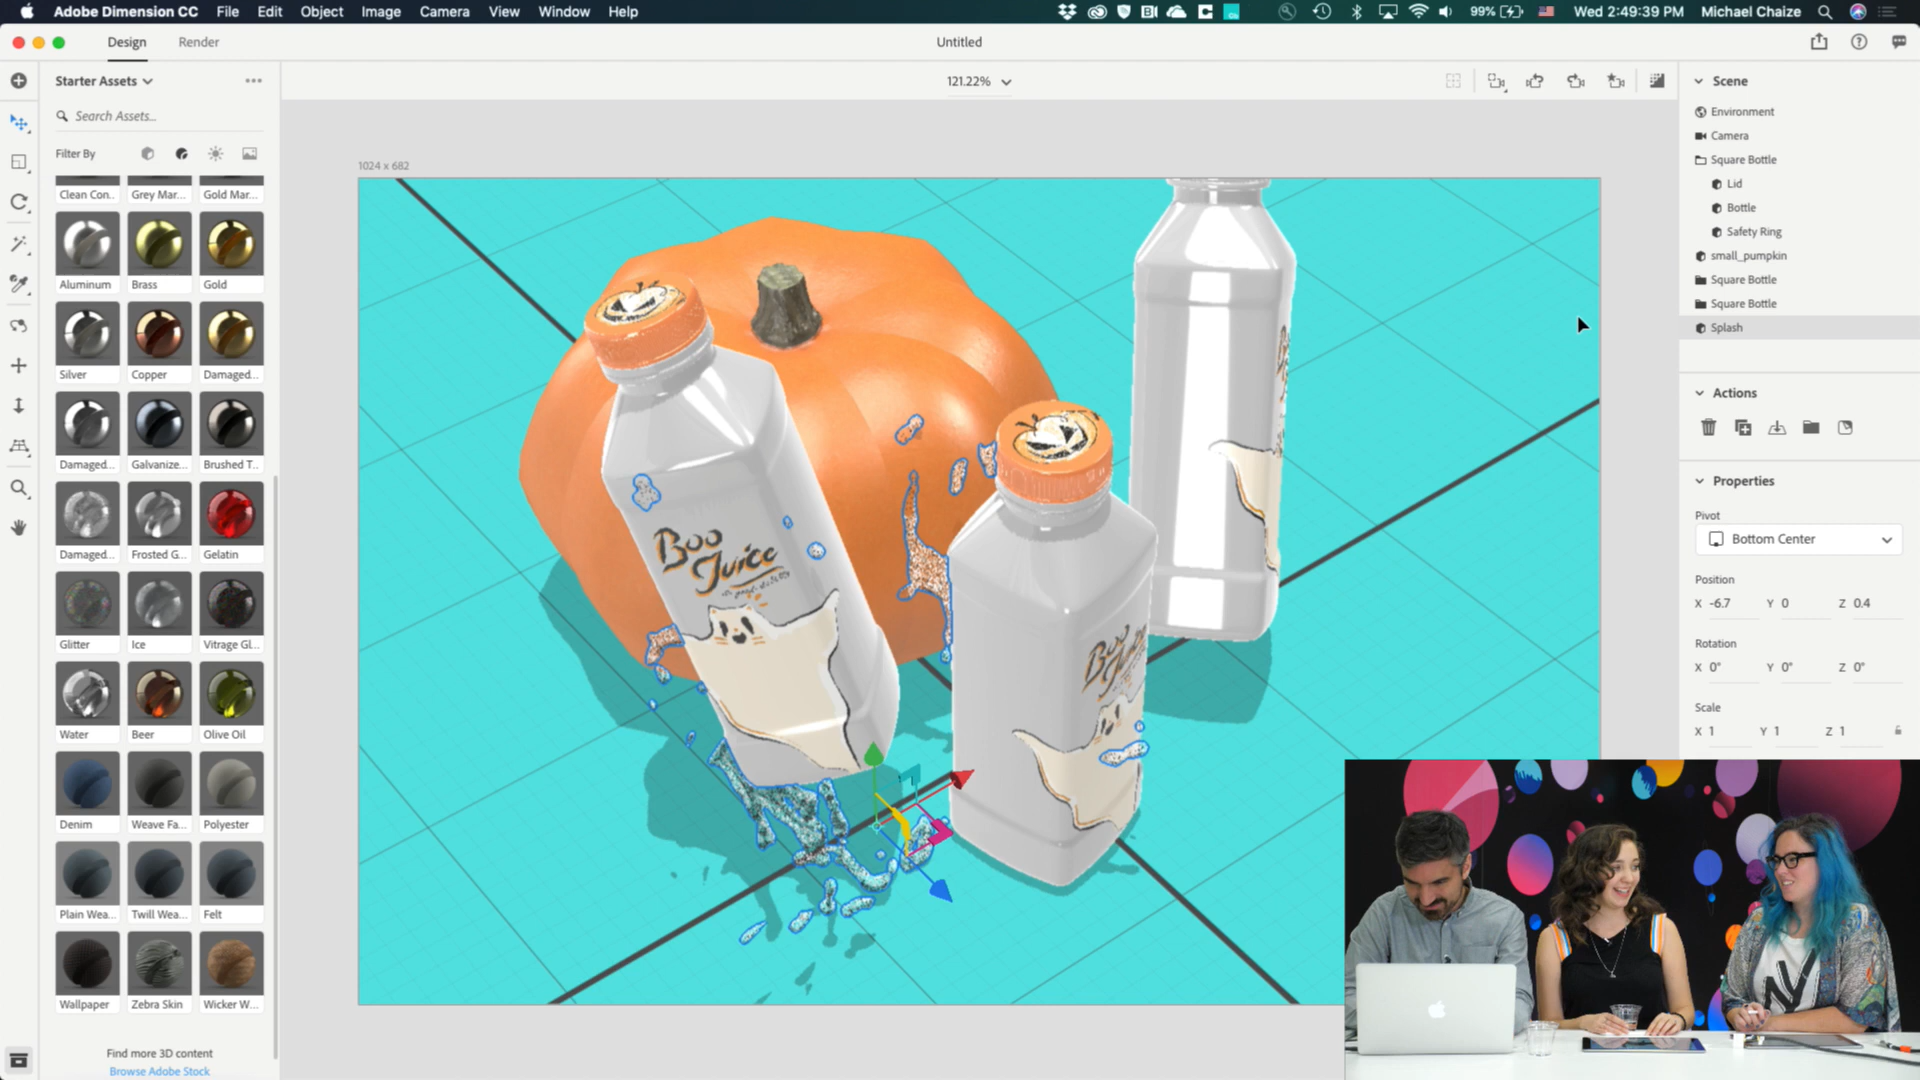 Adobe Dimension CC File Edit Object Image Camera View Window Help
99% Wed 2:49:39 PM Michael Chaize
Design Render
Untitled
Starter Assets
121.22%
Search Assets...
Filter By
Clean Con.. Grey Mar... Gold Mar...
Aluminum Brass Gold
Silver Copper Damaged...
Damaged... Galvanize... Brushed T..
Damaged... Frosted G... Gelatin
Glitter Ice Vitrage Gl...
Water Beer Olive Oil
Denim Weave Fa... Polyester
Plain Wea... Twill Wea... Felt
Wallpaper Zebra Skin Wicker W...
Find more 3D content
Browse Adobe Stock
1024 x 682
Boo
Juice
Boo
Scene
Environment
Camera
Square Bottle
Lid
Bottle
Safety Ring
small_pumpkin
Square Bottle
Square Bottle
Splash
Actions
Properties
Pivot
Bottom Center
Position
X -6.7 Y 0 Z 0.4
Rotation
X 0° Y 0° Z 0°
Scale
X 1 Y 1 Z 1